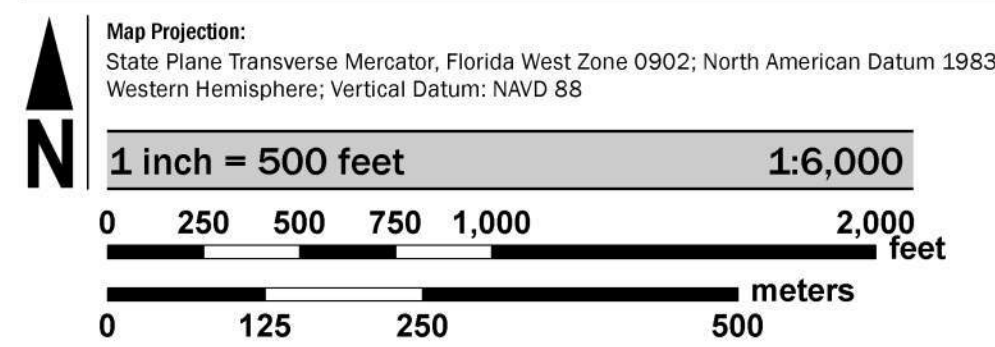 Map Projection:
State Plane Transverse Mercator, Florida West Zone 0902; North American Datum 1983
Western Hemisphere; Vertical Datum: NAVD 88
N
1 inch = 500 feet 1:6,000
0 250 500 750 1,000 2,000
feet
meters
0 125 250 500